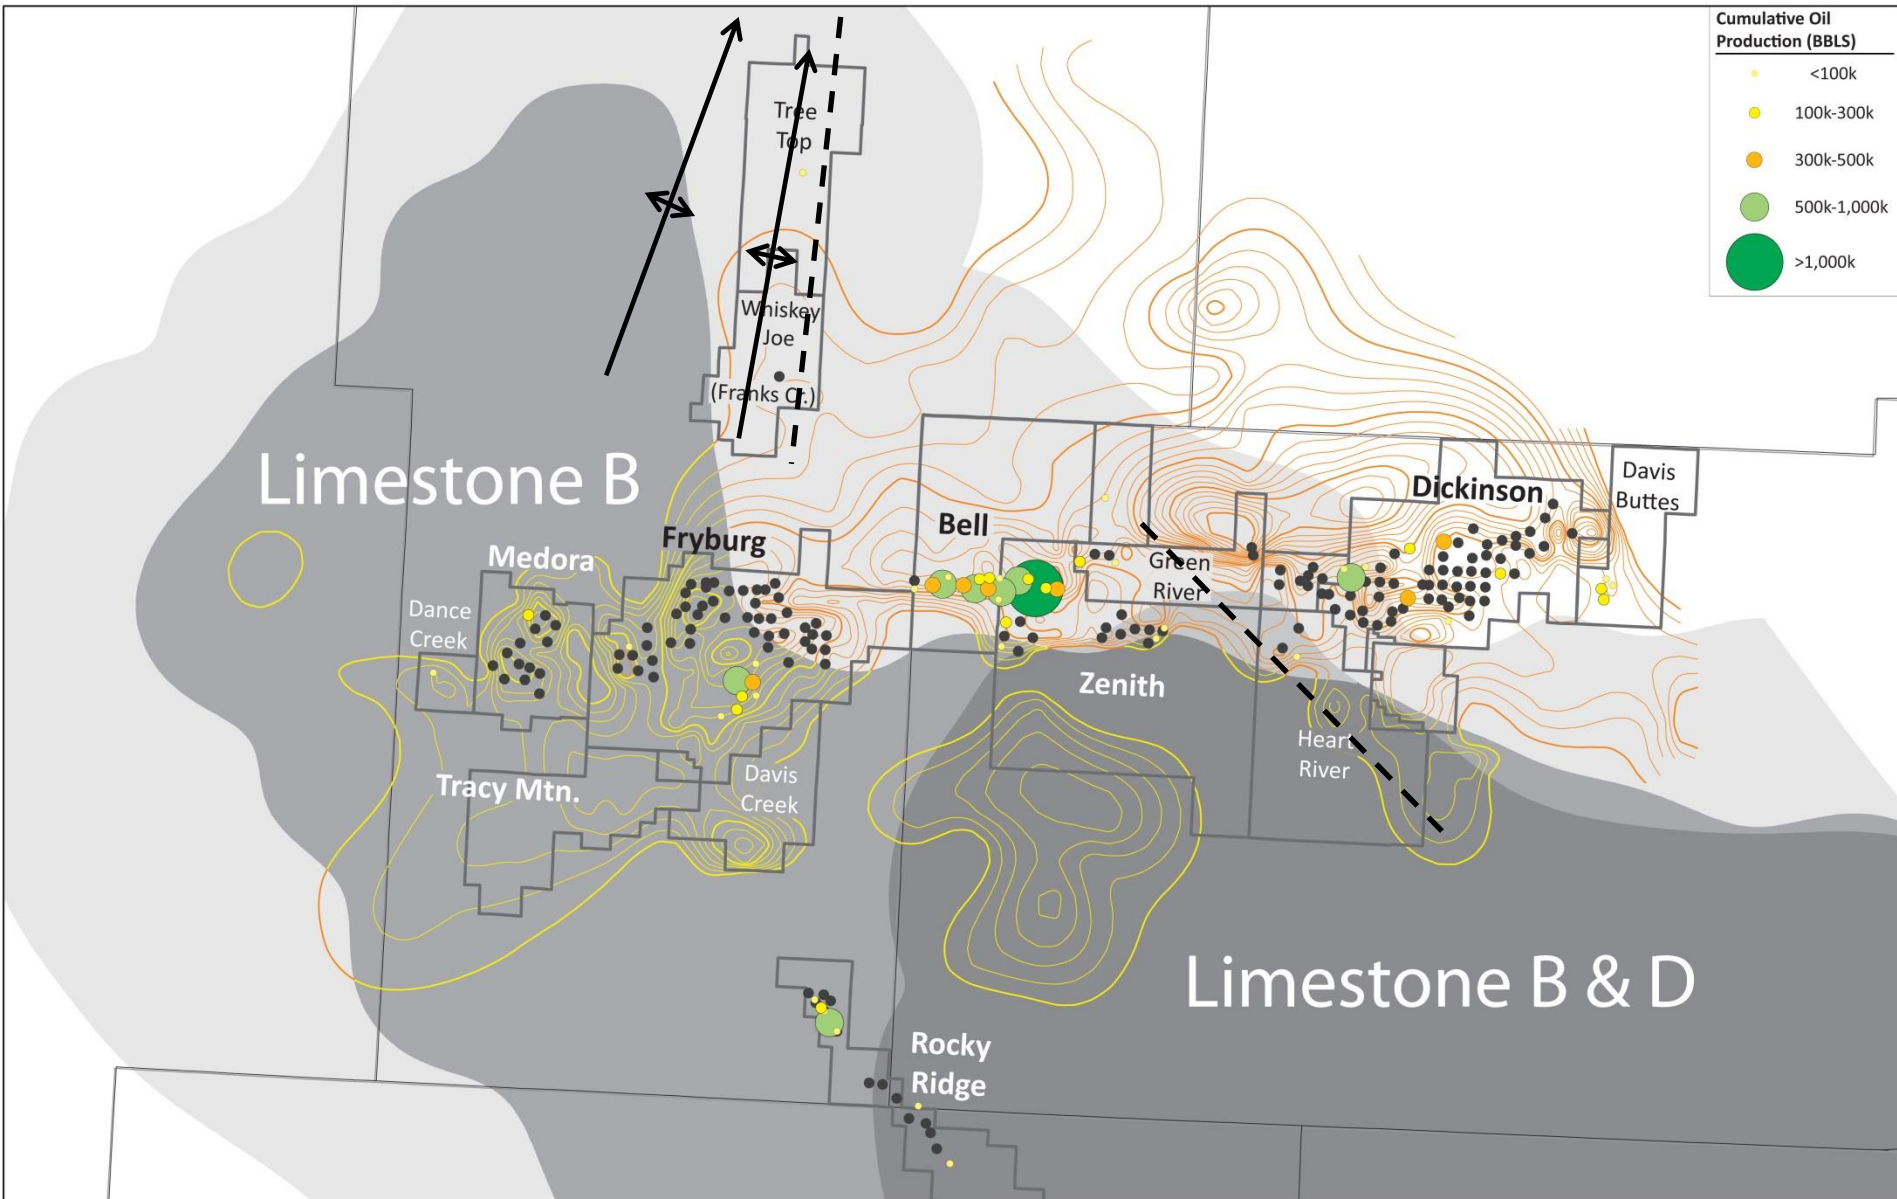 Cumulative Oil
Production (BBLS)
<100k
100k-300k
300k-500k
500k-1,000k
>1,000k
Tree
Top
Whiskey
Joe
(Franks Cr.)
Limestone B
Medora
Fryburg
Bell
Dickinson
Davis
Buttes
Green
River
Dance
Creek
Zenith
Heart
River
Tracy Mtn.
Davis
Creek
Limestone B & D
Rocky
Ridge